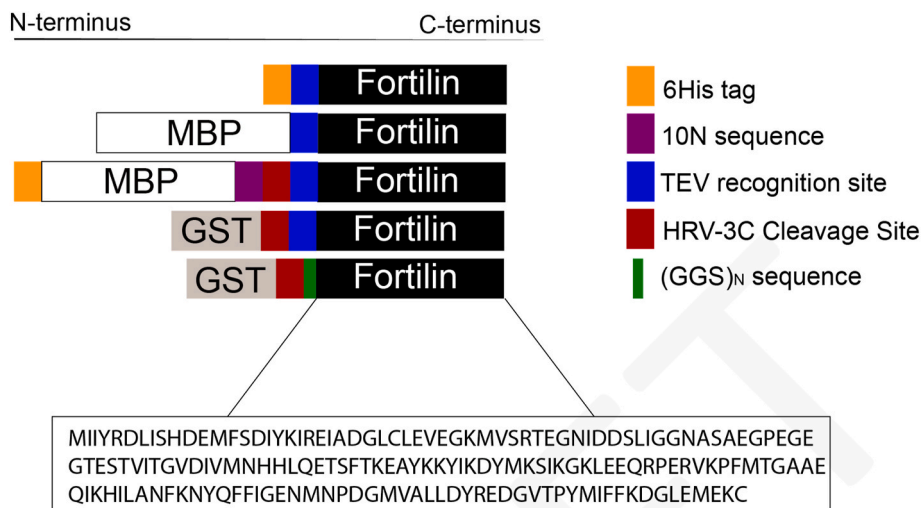 N-terminus C-terminus
Fortilin
MBP Fortilin
MBP Fortilin
GST Fortilin
GST Fortilin
6His tag
10N sequence
TEV recognition site
HRV-3C Cleavage Site
(GGS)N sequence
MIIYRDLISHDEMFSDIYKIREIADGLCLEVEGKMVSRTEGNIDDSLIGGNASAEGPEGE
GTESTVITGVDIVMNHHLQETSFTKEAYKKYIKDYMKSIKGKLEEQRPERVKPFMTGAAE
QIKHILANFKNYQFFIGENMNPDGMVALLDYREDGVTPYMIFFKDGLEMEKC